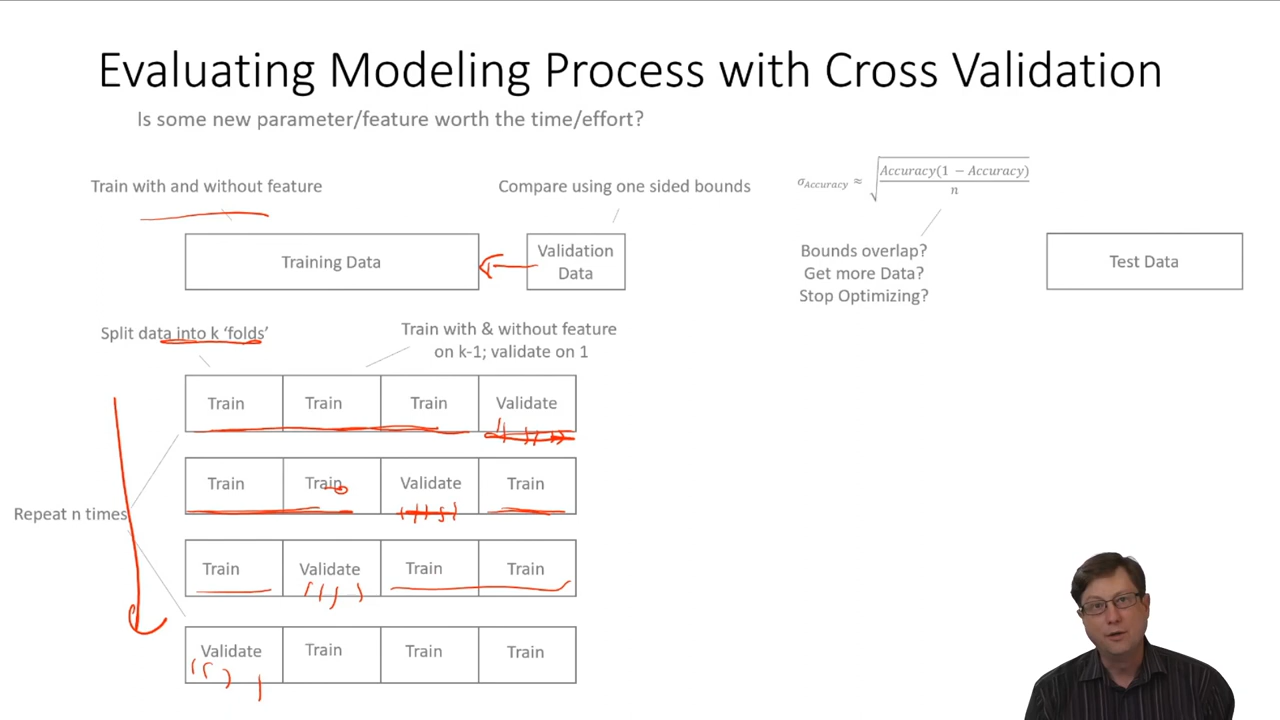 Evaluating Modeling Process with Cross Validation
Is some new parameter/feature worth the time/effort?
Train with and without feature
Compare using one sided bounds
σ_Accuracy ≈ √(Accuracy(1 − Accuracy) / n)
Training Data
Validation
Data
Bounds overlap?
Get more Data?
Stop Optimizing?
Test Data
Split data into k ‘folds’
Train with & without feature
on k-1; validate on 1
Train Train Train Validate
Train Train Validate Train
Repeat n times
Train Validate Train Train
Validate Train Train Train